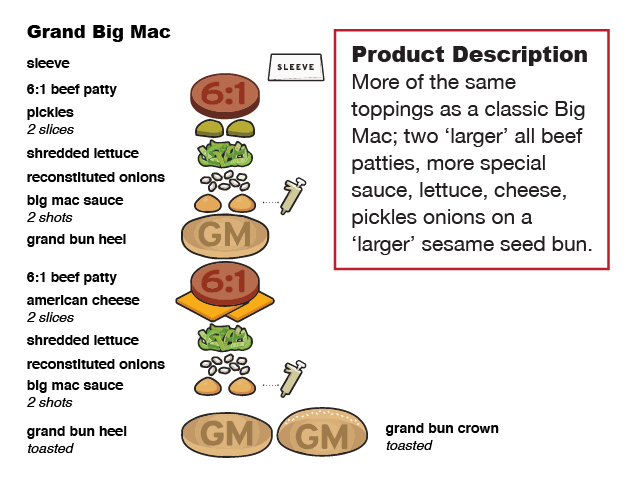 Grand Big Mac
sleeve
SLEEVE
6:1 beef patty
6:1
pickles
2 slices
shredded lettuce
reconstituted onions
big mac sauce
2 shots
grand bun heel
GM
6:1 beef patty
6:1
american cheese
2 slices
shredded lettuce
reconstituted onions
big mac sauce
2 shots
grand bun heel
toasted
GM
GM
grand bun crown
toasted
Product Description
More of the same
toppings as a classic Big
Mac; two ‘larger’ all beef
patties, more special
sauce, lettuce, cheese,
pickles onions on a
‘larger’ sesame seed bun.